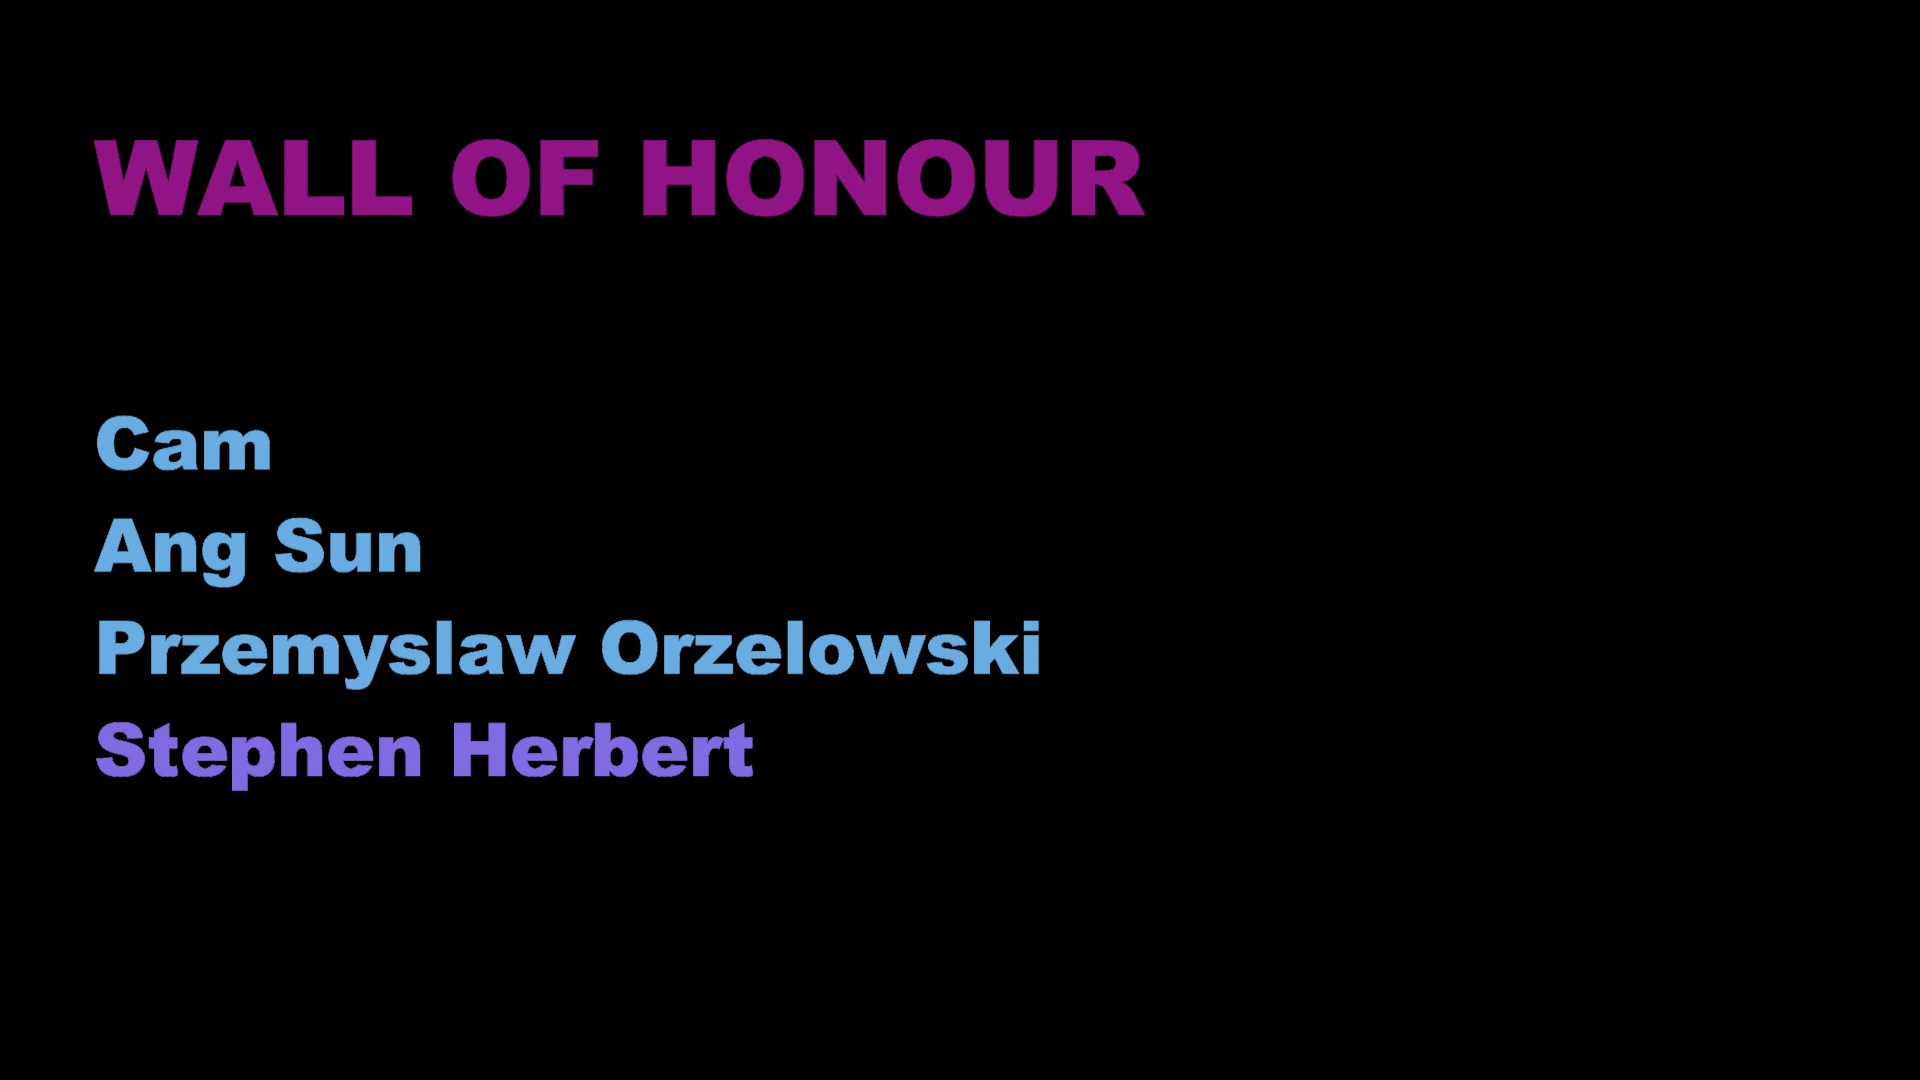 WALL OF HONOUR
Cam
Ang Sun
Przemyslaw Orzelowski
Stephen Herbert